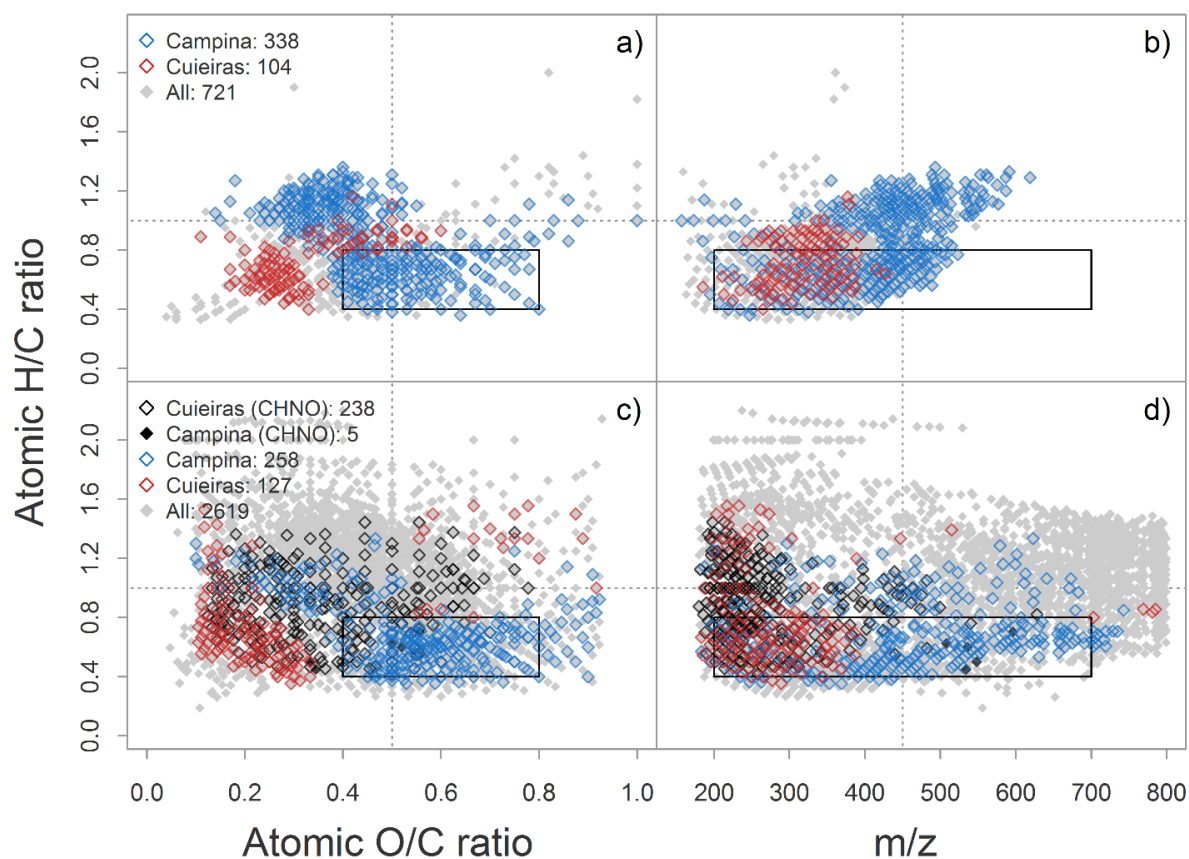 a)
Campina: 338
Cuieiras: 104
All: 721
b)
2.0
1.6
1.2
0.8
0.4
0.0
c)
Cuieiras (CHNO): 238
Campina (CHNO): 5
Campina: 258
Cuieiras: 127
All: 2619
d)
2.0
1.6
1.2
0.8
0.4
0.0
Atomic H/C ratio
0.0 0.2 0.4 0.6 0.8 1.0
200 300 400 500 600 700 800
Atomic O/C ratio
m/z